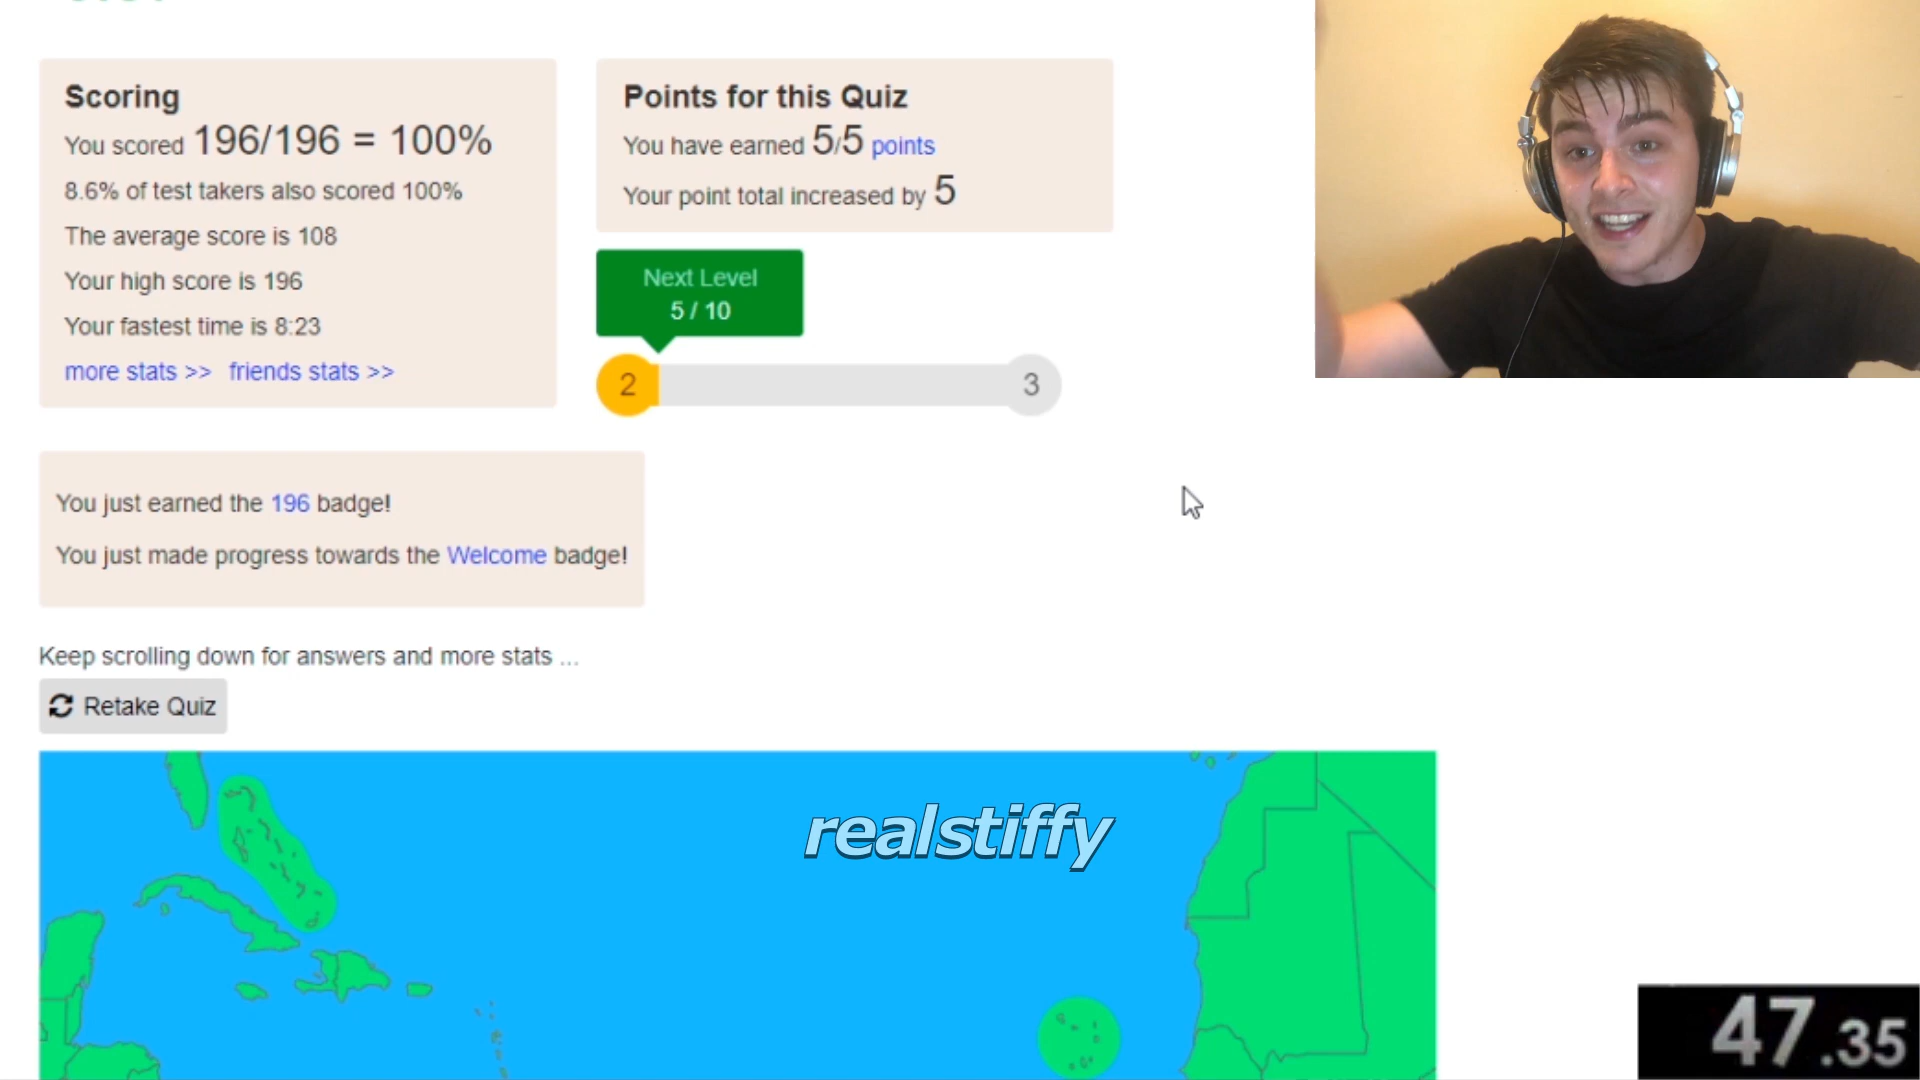 Scoring
You scored 196/196 = 100%
8.6% of test takers also scored 100%
The average score is 108
Your high score is 196
Your fastest time is 8:23
more stats >> friends stats >>
Points for this Quiz
You have earned 5/5 points
Your point total increased by 5
Next Level
5 / 10
2
3
You just earned the 196 badge!
You just made progress towards the Welcome badge!
Keep scrolling down for answers and more stats ...
Retake Quiz
realstiffy
47.35